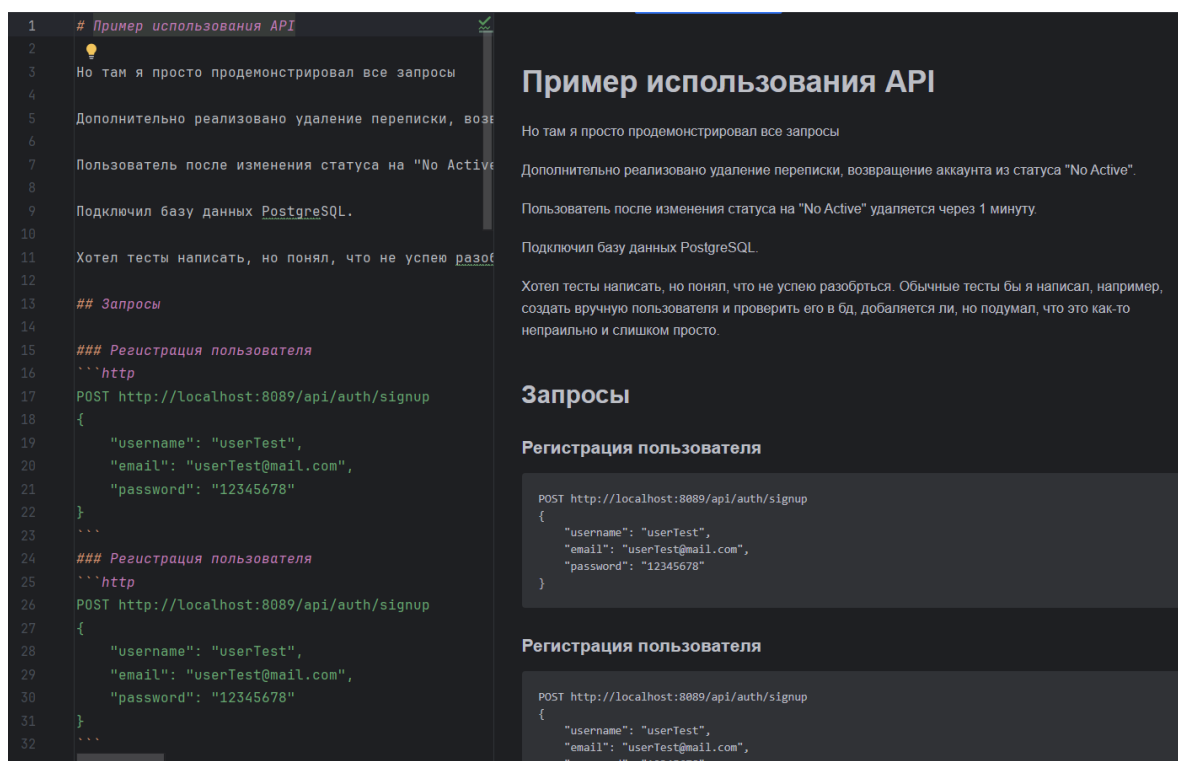 1 # Пример использования API
2
3 Но там я просто продемонстрировал все запросы
4
5 Дополнительно реализовано удаление переписки, возв
6
7 Пользователь после изменения статуса на "No Active
8
9 Подключил базу данных PostgreSQL.
10
11 Хотел тесты написать, но понял, что не успею разоб
12
13 ## Запросы
14
15 ### Регистрация пользователя
16 ```http
17 POST http://localhost:8089/api/auth/signup
18 {
19 "username": "userTest",
20 "email": "userTest@mail.com",
21 "password": "12345678"
22 }
23 ```
24 ### Регистрация пользователя
25 ```http
26 POST http://localhost:8089/api/auth/signup
27 {
28 "username": "userTest",
29 "email": "userTest@mail.com",
30 "password": "12345678"
31 }
32 ```
Пример использования API
Но там я просто продемонстрировал все запросы
Дополнительно реализовано удаление переписки, возвращение аккаунта из статуса "No Active".
Пользователь после изменения статуса на "No Active" удаляется через 1 минуту.
Подключил базу данных PostgreSQL.
Хотел тесты написать, но понял, что не успею разобрться. Обычные тесты бы я написал, например,
создать вручную пользователя и проверить его в бд, добаляется ли, но подумал, что это как-то
непраильно и слишком просто.
Запросы
Регистрация пользователя
POST http://localhost:8089/api/auth/signup
{
"username": "userTest",
"email": "userTest@mail.com",
"password": "12345678"
}
Регистрация пользователя
POST http://localhost:8089/api/auth/signup
{
"username": "userTest",
"email": "userTest@mail.com",